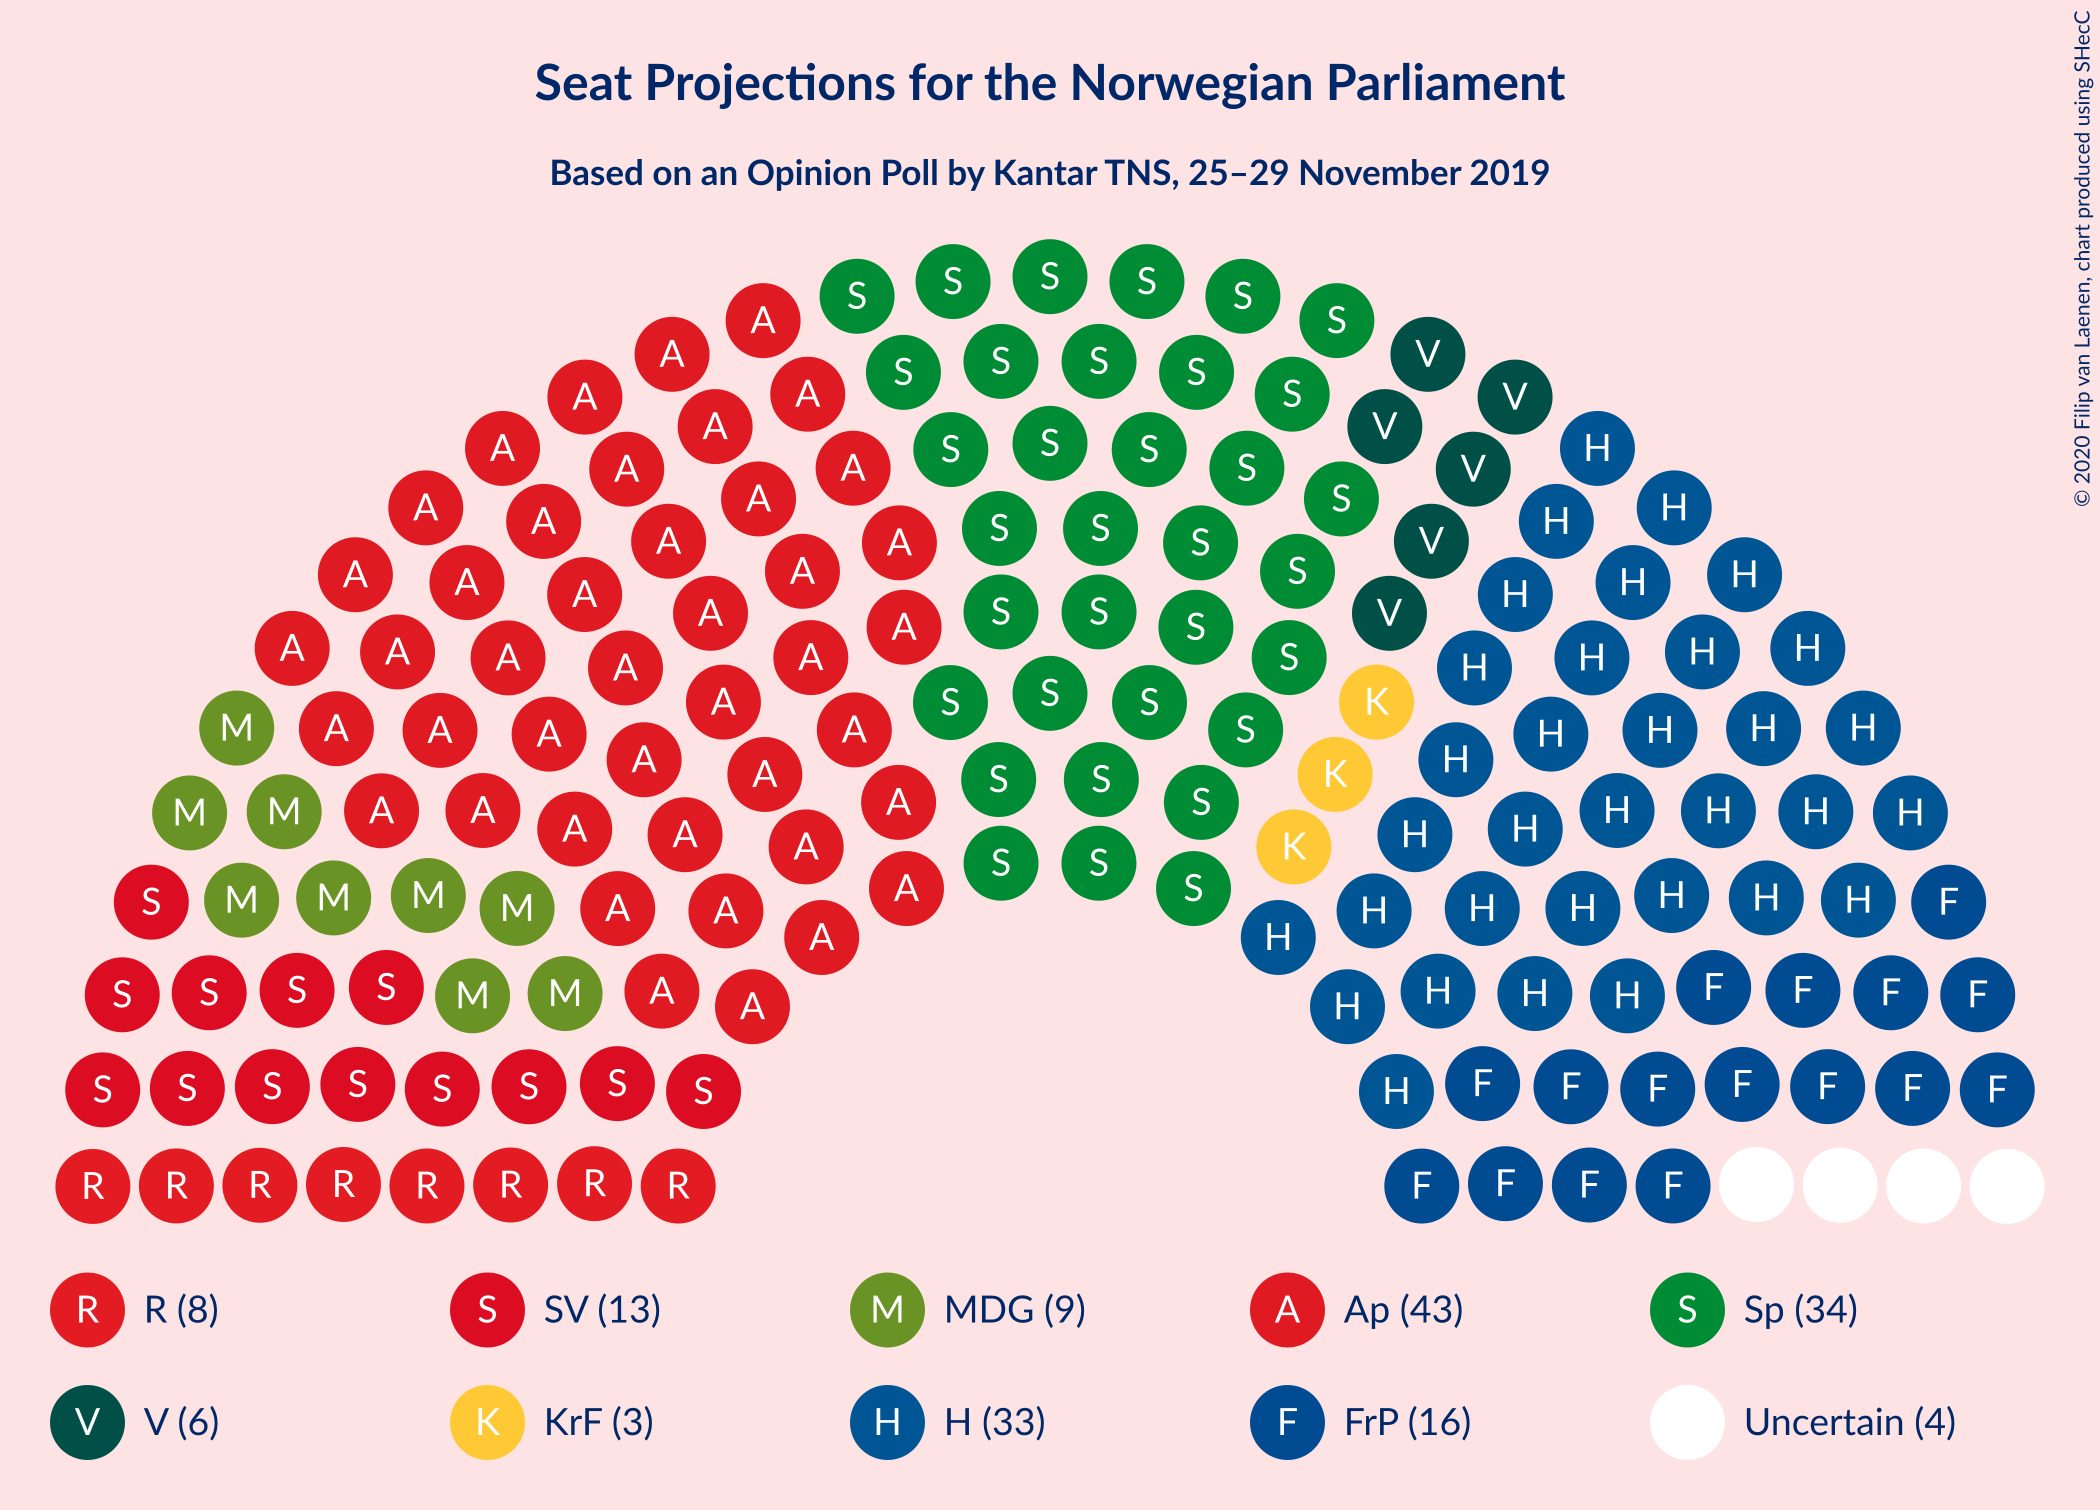 Seat Projections for the Norwegian Parliament
Based on an Opinion Poll by Kantar TNS, 25–29 November 2019
© 2020 Filip van Laenen, chart produced using SHecC
S S S S S S
A S
A V
A S S S S V
A A S V
A A S S S S H
A A A S V
A A A S S S S H
A A A S S H V H
A A A S S S S H H
A A A S S S S V H H H
A A A A S S H H H
A A A A S S S S K H H H H
M A A A A A S H H H H H
M M A A A A A A S S S K H H H H H H
S M M M M A A A A S S S K H H H H H H H H F
S S S S M M A A H H H H F F F F
S S S S S S S S H F F F F F F F
R R R R R R R R F F F F
R R (8) S SV (13) M MDG (9) A Ap (43) S Sp (34)
V V (6) K KrF (3) H H (33) F FrP (16) Uncertain (4)